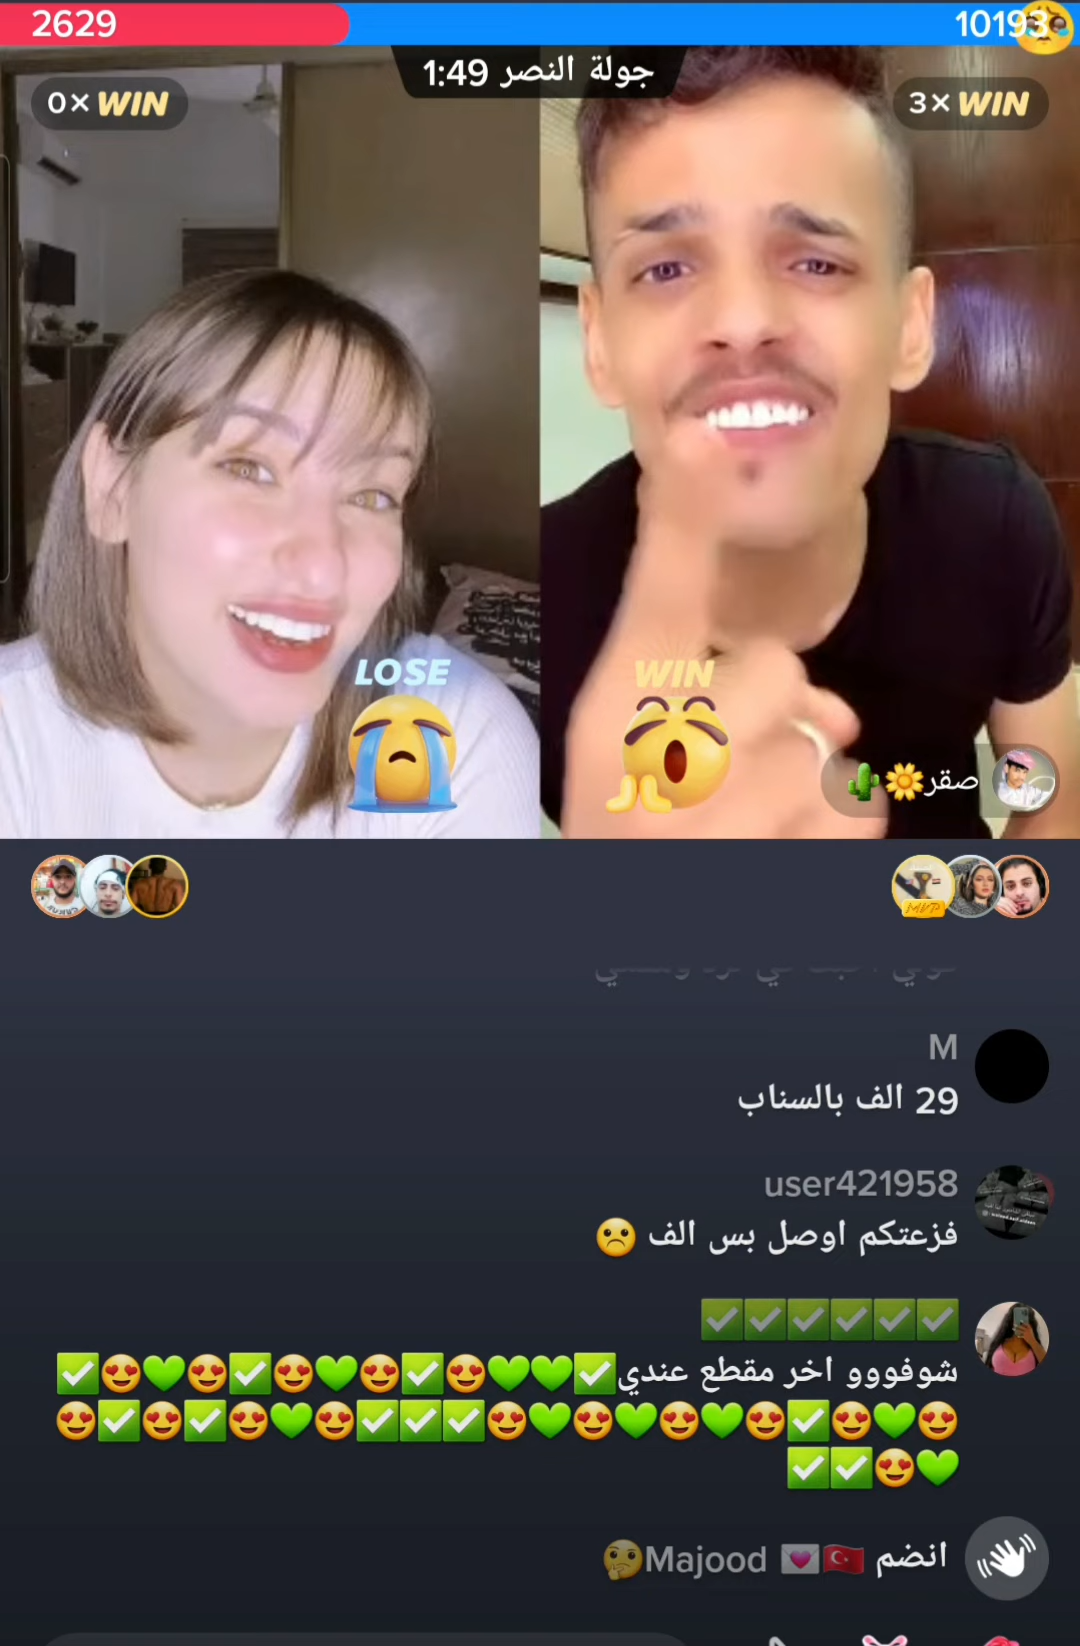 2629
10193
جولة النصر 1:49
0× WIN
3× WIN
LOSE
WIN
صقر🌼🌵
MVP
M
29 الف بالسناب
user421958
فزعتكم اوصل بس الف ☹️
✅✅✅✅✅✅
شوفووو اخر مقطع عندي✅💚💚😍✅😍💚😍✅😍💚😍✅
😍💚😍✅😍💚😍💚😍💚😍✅✅✅😍💚😍✅😍✅😍
💚😍✅✅
انضم 🇹🇷💌 Majood🤔